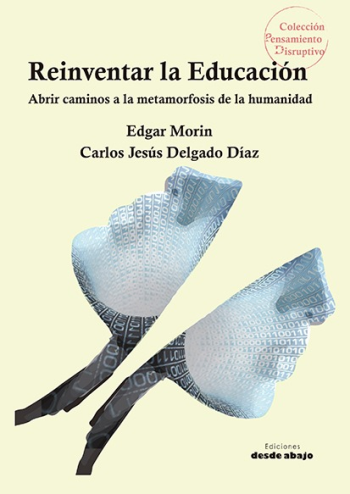 Colección
Pensamiento
Disruptivo
Reinventar la Educación
Abrir caminos a la metamorfosis de la humanidad
Edgar Morin
Carlos Jesús Delgado Díaz
Ediciones
desde abajo